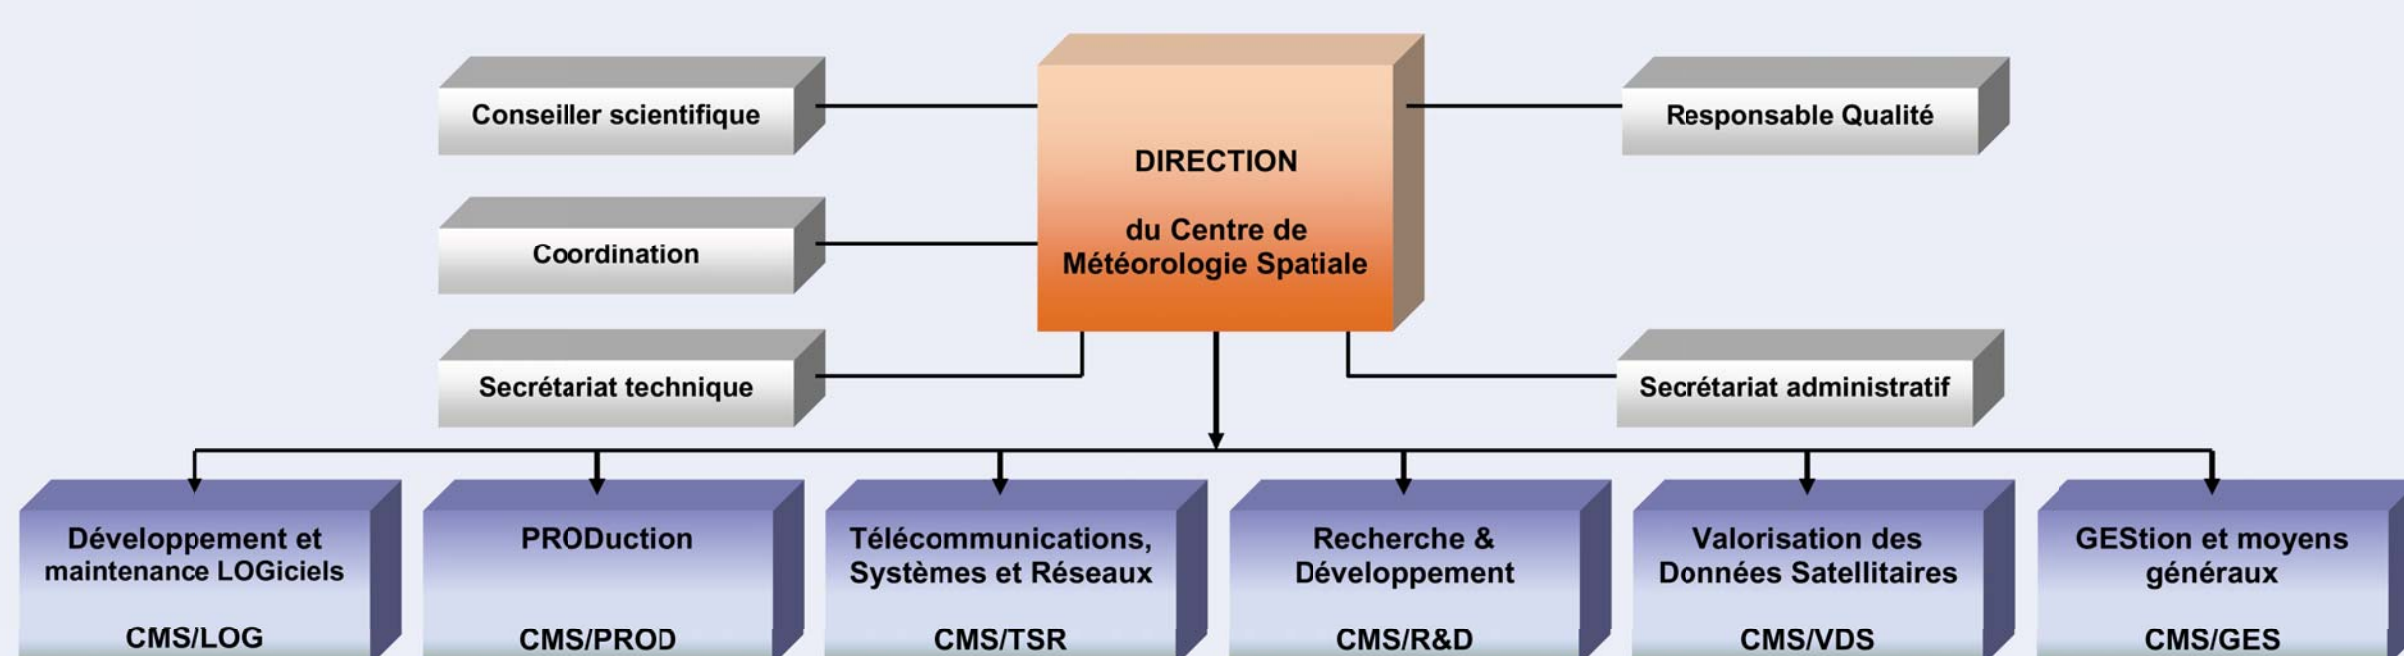 Conseiller scientifique
Responsable Qualité
DIRECTION
du Centre de
Météorologie Spatiale
Coordination
Secrétariat technique
Secrétariat administratif
Développement et
maintenance LOGiciels
CMS/LOG
PRODuction
CMS/PROD
Télécommunications,
Systèmes et Réseaux
CMS/TSR
Recherche &
Développement
CMS/R&D
Valorisation des
Données Satellitaires
CMS/VDS
GEStion et moyens
généraux
CMS/GES